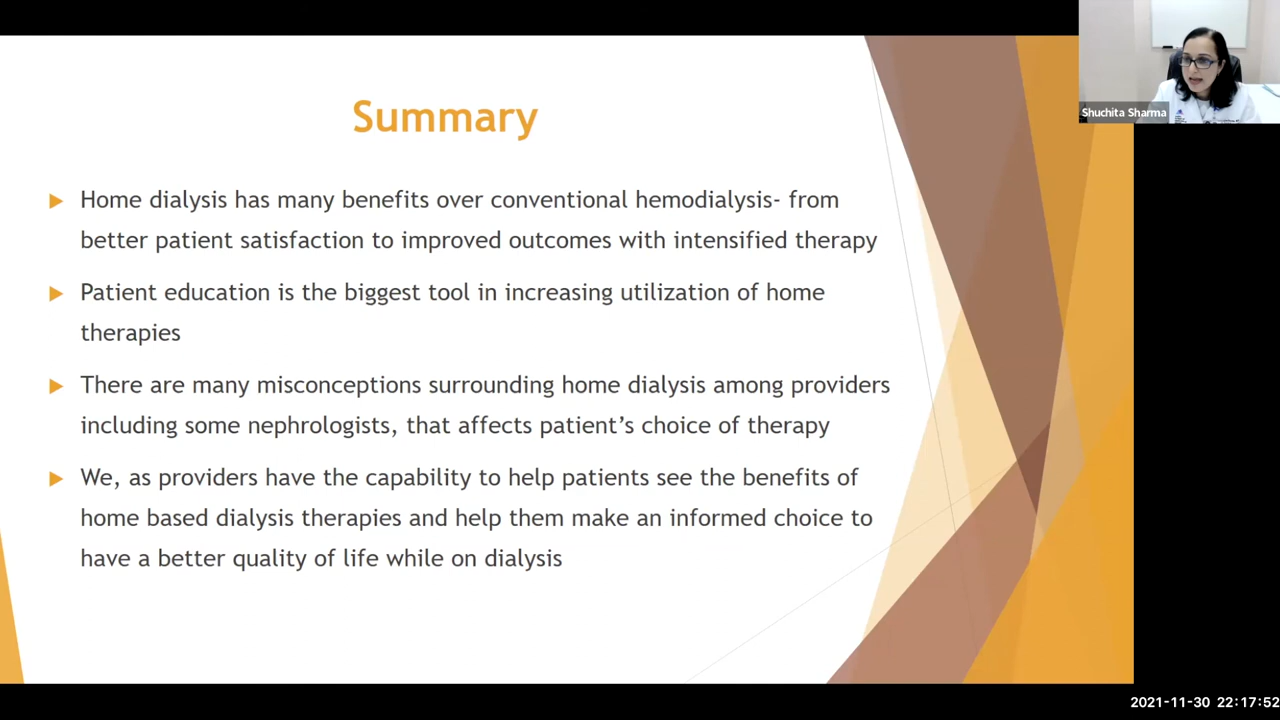 Summary
Home dialysis has many benefits over conventional hemodialysis- from
better patient satisfaction to improved outcomes with intensified therapy
Patient education is the biggest tool in increasing utilization of home
therapies
There are many misconceptions surrounding home dialysis among providers
including some nephrologists, that affects patient’s choice of therapy
We, as providers have the capability to help patients see the benefits of
home based dialysis therapies and help them make an informed choice to
have a better quality of life while on dialysis
Shuchita Sharma
2021-11-30 22:17:52